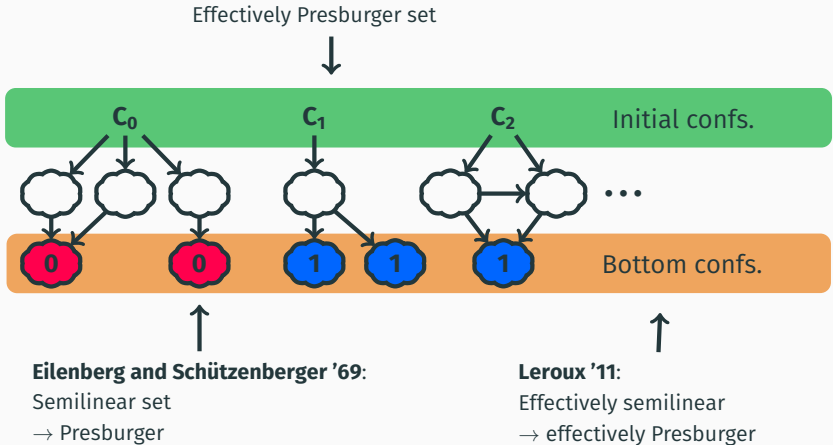 Effectively Presburger set
C₀ C₁ C₂ Initial confs.
...
0 0 1 1 1 Bottom confs.
Eilenberg and Schützenberger ’69:
Semilinear set
→ Presburger
Leroux ’11:
Effectively semilinear
→ effectively Presburger